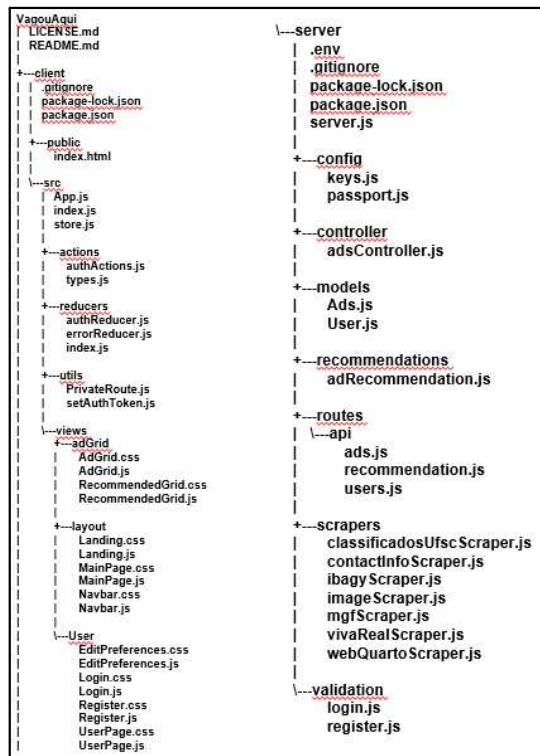 VagouAqui
|   LICENSE.md
|   README.md
|
+---client
|   |   .gitignore
|   |   package-lock.json
|   |   package.json
|   |
|   +---public
|   |       index.html
|   |
|   \---src
|       |   App.js
|       |   index.js
|       |   store.js
|       |
|       +---actions
|       |       authActions.js
|       |       types.js
|       |
|       +---reducers
|       |       authReducer.js
|       |       errorReducer.js
|       |       index.js
|       |
|       +---utils
|       |       PrivateRoute.js
|       |       setAuthToken.js
|       |
|       \---views
|           +---adGrid
|           |       AdGrid.css
|           |       AdGrid.js
|           |       RecommendedGrid.css
|           |       RecommendedGrid.js
|           |
|           +---layout
|           |       Landing.css
|           |       Landing.js
|           |       MainPage.css
|           |       MainPage.js
|           |       Navbar.css
|           |       Navbar.js
|           |
|           \---User
|                   EditPreferences.css
|                   EditPreferences.js
|                   Login.css
|                   Login.js
|                   Register.css
|                   Register.js
|                   UserPage.css
|                   UserPage.js
\---server
    |   .env
    |   .gitignore
    |   package-lock.json
    |   package.json
    |   server.js
    |
    +---config
    |       keys.js
    |       passport.js
    |
    +---controller
    |       adsController.js
    |
    +---models
    |       Ads.js
    |       User.js
    |
    +---recommendations
    |       adRecommendation.js
    |
    +---routes
    |   \---api
    |           ads.js
    |           recommendation.js
    |           users.js
    |
    +---scrapers
    |       classificadosUfscScraper.js
    |       contactInfoScraper.js
    |       ibagyScraper.js
    |       imageScraper.js
    |       mgfScraper.js
    |       vivaRealScraper.js
    |       webQuartoScraper.js
    |
    \---validation
            login.js
            register.js